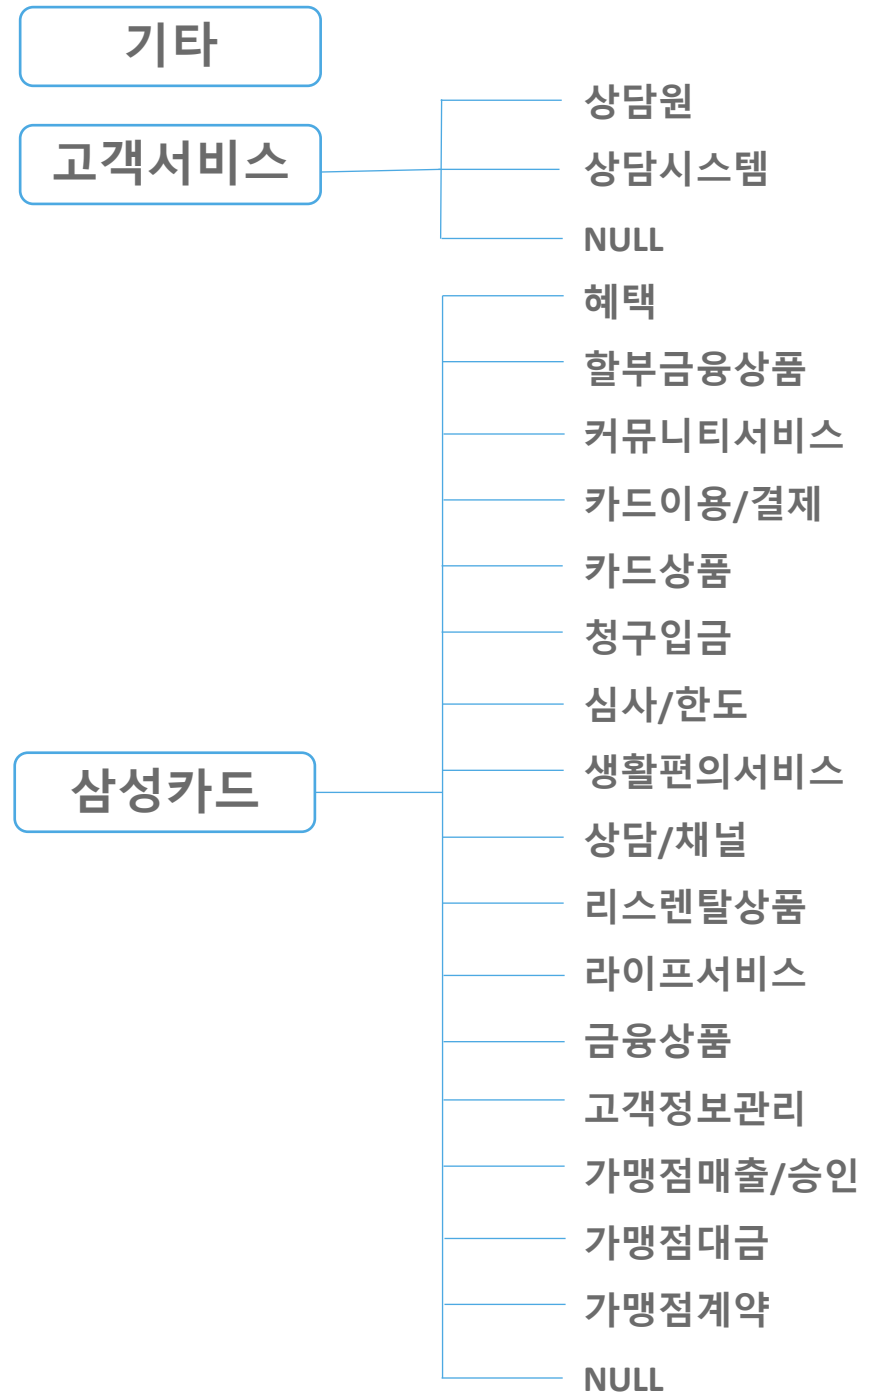 기타
고객서비스
상담원
상담시스템
NULL
삼성카드
혜택
할부금융상품
커뮤니티서비스
카드이용/결제
카드상품
청구입금
심사/한도
생활편의서비스
상담/채널
리스렌탈상품
라이프서비스
금융상품
고객정보관리
가맹점매출/승인
가맹점대금
가맹점계약
NULL